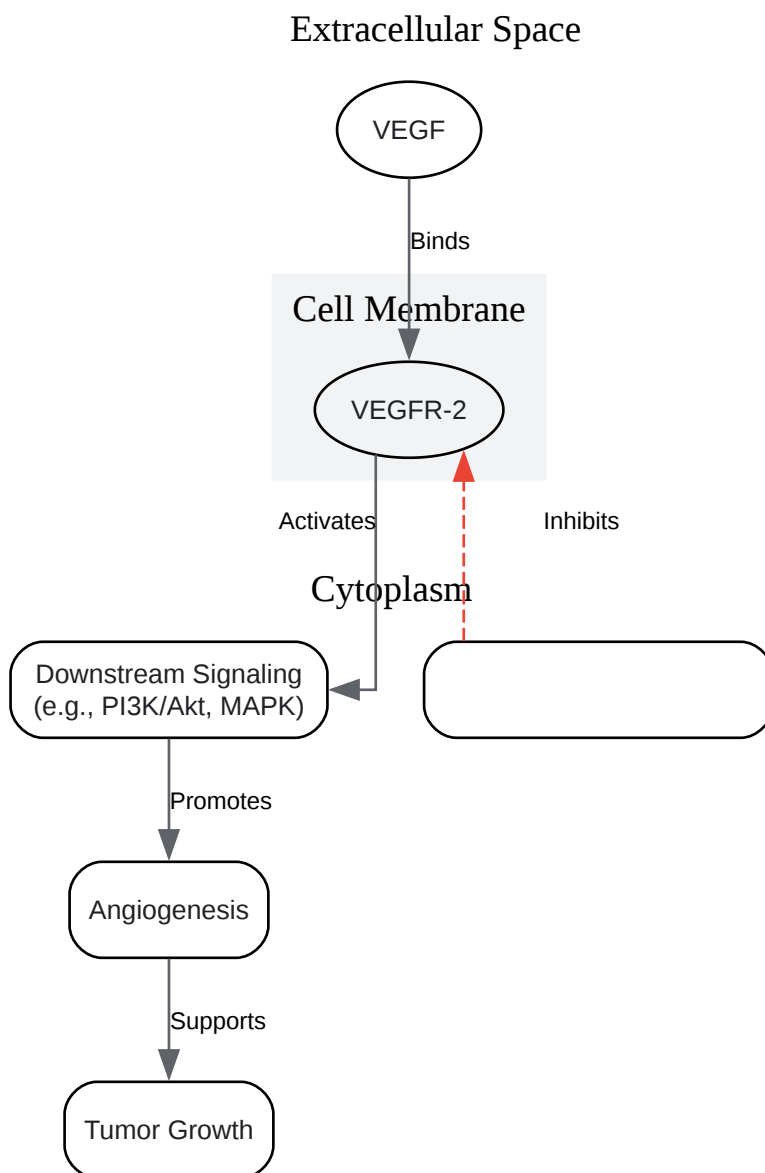 Extracellular Space
VEGF
Binds
Cell Membrane
VEGFR-2
Activates
Inhibits
Cytoplasm
Downstream Signaling
(e.g., PI3K/Akt, MAPK)
Promotes
Angiogenesis
Supports
Tumor Growth